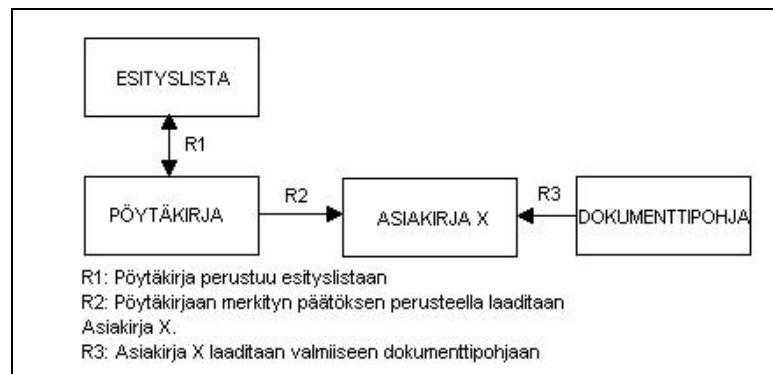 ESITYSLISTA
R1
PÖYTÄKIRJA
R2
ASIAKIRJA X
R3
DOKUMENTTIPOHJA
R1: Pöytäkirja perustuu esityslistaan
R2: Pöytäkirjaan merkityn päätöksen perusteella laaditaan
Asiakirja X.
R3: Asiakirja X laaditaan valmiiseen dokumenttipohjaan